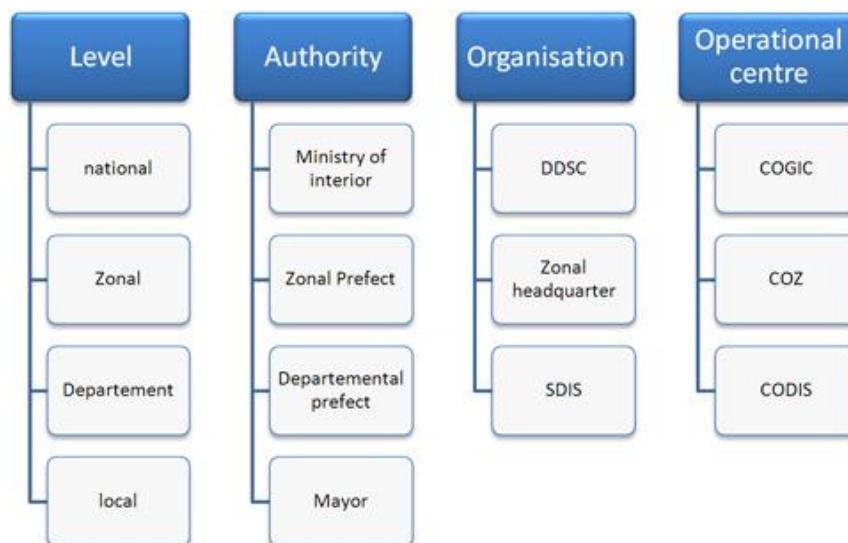 Level
national
Zonal
Departement
local
Authority
Ministry of
interior
Zonal Prefect
Departemental
prefect
Mayor
Organisation
DDSC
Zonal
headquarter
SDIS
Operational
centre
COGIC
COZ
CODIS